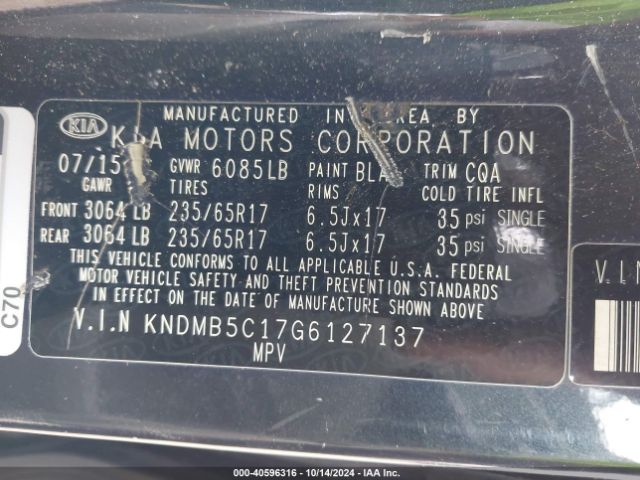 MANUFACTURED IN BY
KIA
KIA MOTORS CORPORATION
07/15 GVWR 6085LB PAINT TRIM CQA
GAWR TIRES RIMS COLD TIRE INFL
FRONT 3064 LB 235/65R17 6.5Jx17 35 psi SINGLE
REAR 3064 LB 235/65R17 6.5Jx17 35 psi SINGLE
THIS VEHICLE CONFORMS TO ALL APPLICABLE U.S.A. FEDERAL
MOTOR VEHICLE SAFETY AND THEFT PREVENTION STANDARDS
IN EFFECT ON THE DATE OF MANUFACTURE SHOWN ABOVE
V.I.N KNDMB5C17G6127137
MPV
C70
V.I.N
000-40596316 - 10/14/2024 - IAA Inc.